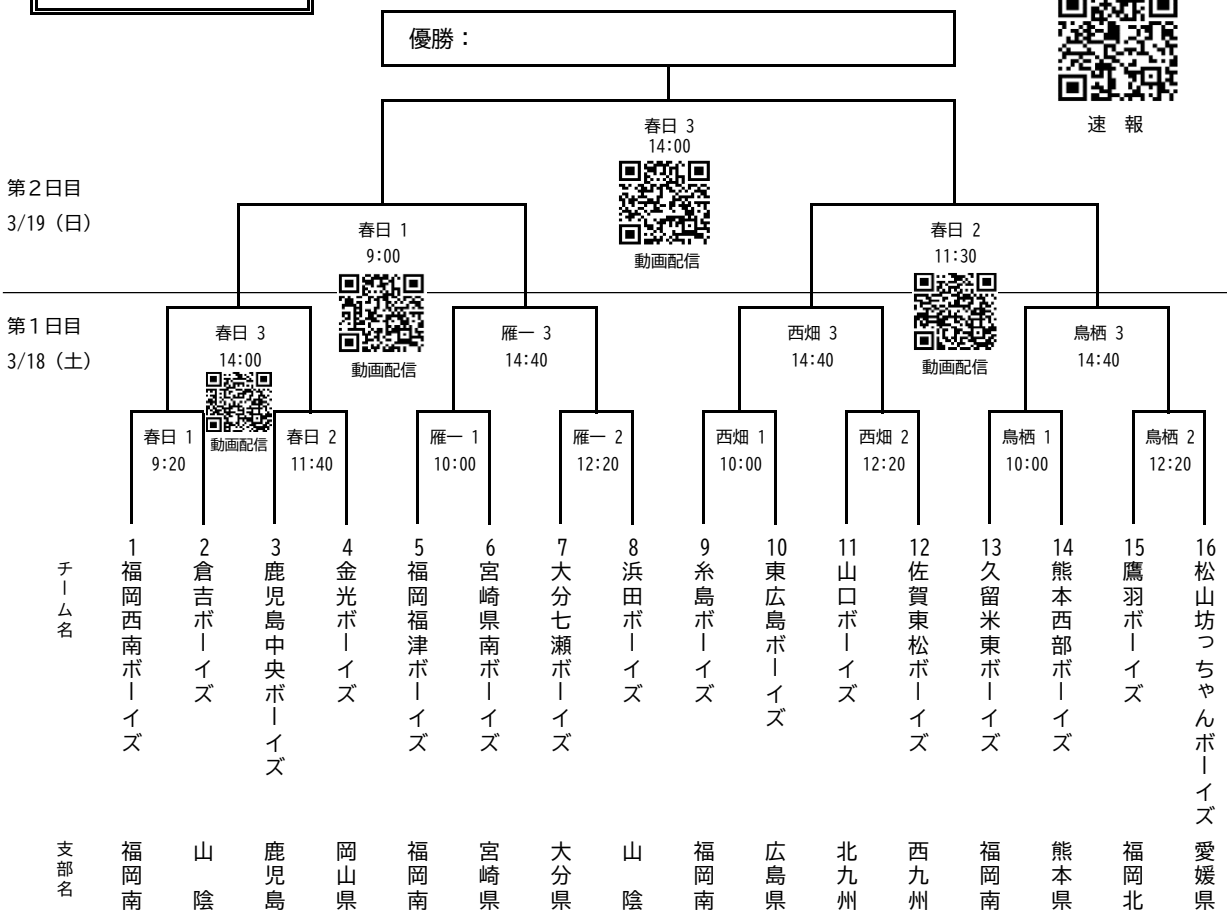 優勝：
速　報
春日 3
14:00
動画配信
第２日目
3/19（日）
春日 1
9:00
動画配信
春日 2
11:30
動画配信
第１日目
3/18（土）
春日 3
14:00
動画配信
雁一 3
14:40
西畑 3
14:40
鳥栖 3
14:40
春日 1
9:20
春日 2
11:40
雁一 1
10:00
雁一 2
12:20
西畑 1
10:00
西畑 2
12:20
鳥栖 1
10:00
鳥栖 2
12:20
1 2 3 4 5 6 7 8 9 10 11 12 13 14 15 16
チーム名
福岡西南ボーイズ
倉吉ボーイズ
鹿児島中央ボーイズ
金光ボーイズ
福岡福津ボーイズ
宮崎県南ボーイズ
大分七瀬ボーイズ
浜田ボーイズ
糸島ボーイズ
東広島ボーイズ
山口ボーイズ
佐賀東松ボーイズ
久留米東ボーイズ
熊本西部ボーイズ
鷹羽ボーイズ
松山坊っちゃんボーイズ
支部名
福岡南
山　陰
鹿児島
岡山県
福岡南
宮崎県
大分県
山　陰
福岡南
広島県
北九州
西九州
福岡南
熊本県
福岡北
愛媛県